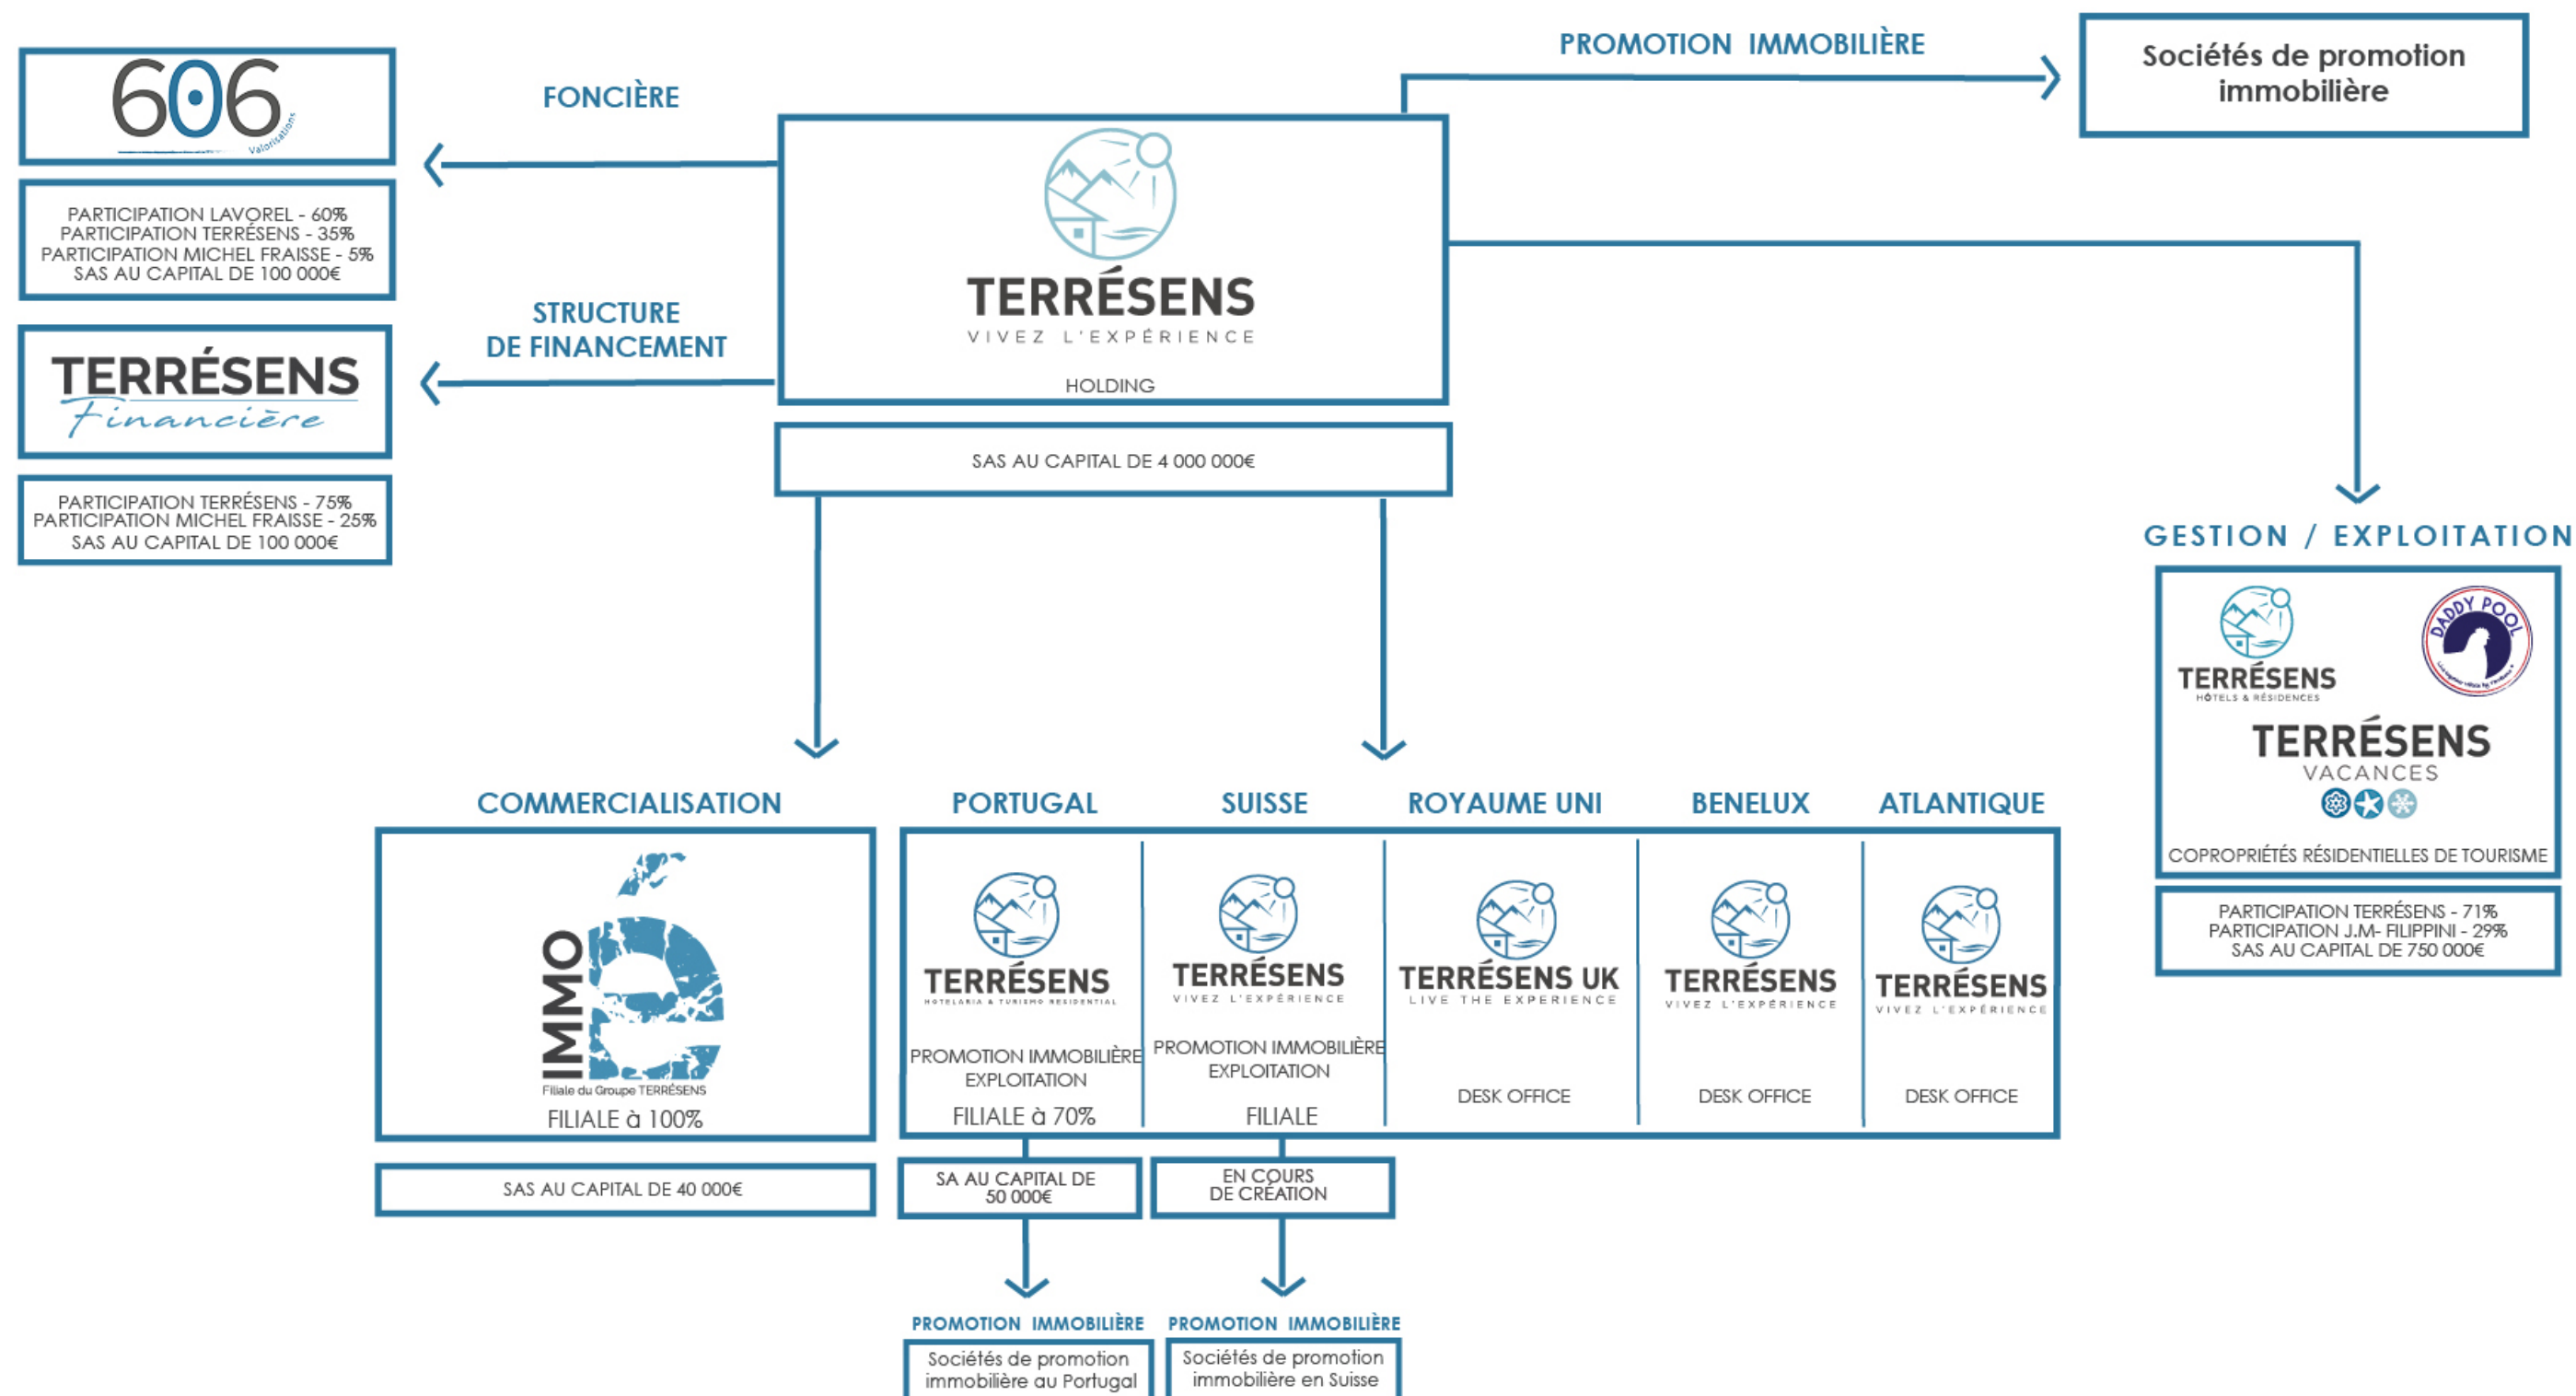 606
Valorisations
FONCIÈRE
PARTICIPATION LAVOREL - 60%
PARTICIPATION TERRÉSENS - 35%
PARTICIPATION MICHEL FRAISSE - 5%
SAS AU CAPITAL DE 100 000€
STRUCTURE
DE FINANCEMENT
TERRÉSENS
Financière
PARTICIPATION TERRÉSENS - 75%
PARTICIPATION MICHEL FRAISSE - 25%
SAS AU CAPITAL DE 100 000€
TERRÉSENS
VIVEZ L'EXPÉRIENCE
HOLDING
SAS AU CAPITAL DE 4 000 000€
PROMOTION IMMOBILIÈRE
Sociétés de promotion
immobilière
GESTION / EXPLOITATION
TERRÉSENS
HÔTELS & RÉSIDENCES
DADDY POOL
TERRÉSENS
VACANCES
COPROPRIÉTÉS RÉSIDENTIELLES DE TOURISME
PARTICIPATION TERRÉSENS - 71%
PARTICIPATION J.M- FILIPPINI - 29%
SAS AU CAPITAL DE 750 000€
COMMERCIALISATION
IMMO é
Filiale du Groupe TERRÉSENS
FILIALE à 100%
SAS AU CAPITAL DE 40 000€
PORTUGAL
TERRÉSENS
HOTELARIA & TURISMO RESIDENTIAL
PROMOTION IMMOBILIÈRE
EXPLOITATION
FILIALE à 70%
SA AU CAPITAL DE
50 000€
PROMOTION IMMOBILIÈRE
Sociétés de promotion
immobilière au Portugal
SUISSE
TERRÉSENS
VIVEZ L'EXPÉRIENCE
PROMOTION IMMOBILIÈRE
EXPLOITATION
FILIALE
EN COURS
DE CRÉATION
PROMOTION IMMOBILIÈRE
Sociétés de promotion
immobilière en Suisse
ROYAUME UNI
TERRÉSENS UK
LIVE THE EXPERIENCE
DESK OFFICE
BENELUX
TERRÉSENS
VIVEZ L'EXPÉRIENCE
DESK OFFICE
ATLANTIQUE
TERRÉSENS
VIVEZ L'EXPÉRIENCE
DESK OFFICE